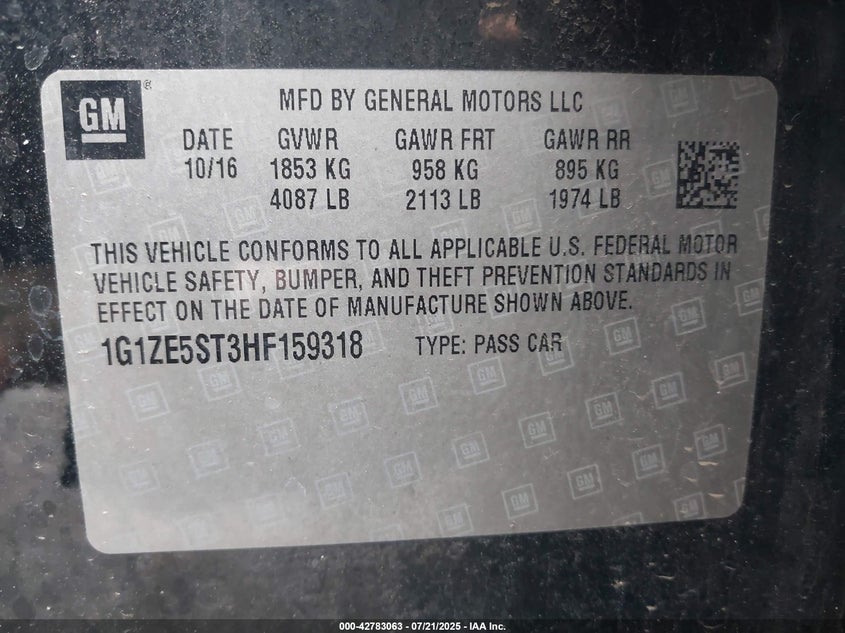 GM ®
MFD BY GENERAL MOTORS LLC
DATE GVWR GAWR FRT GAWR RR
10/16 1853 KG 958 KG 895 KG
4087 LB 2113 LB 1974 LB
THIS VEHICLE CONFORMS TO ALL APPLICABLE U.S. FEDERAL MOTOR
VEHICLE SAFETY, BUMPER, AND THEFT PREVENTION STANDARDS IN
EFFECT ON THE DATE OF MANUFACTURE SHOWN ABOVE.
1G1ZE5ST3HF159318 TYPE: PASS CAR
000-42783063 - 07/21/2025 - IAA Inc.